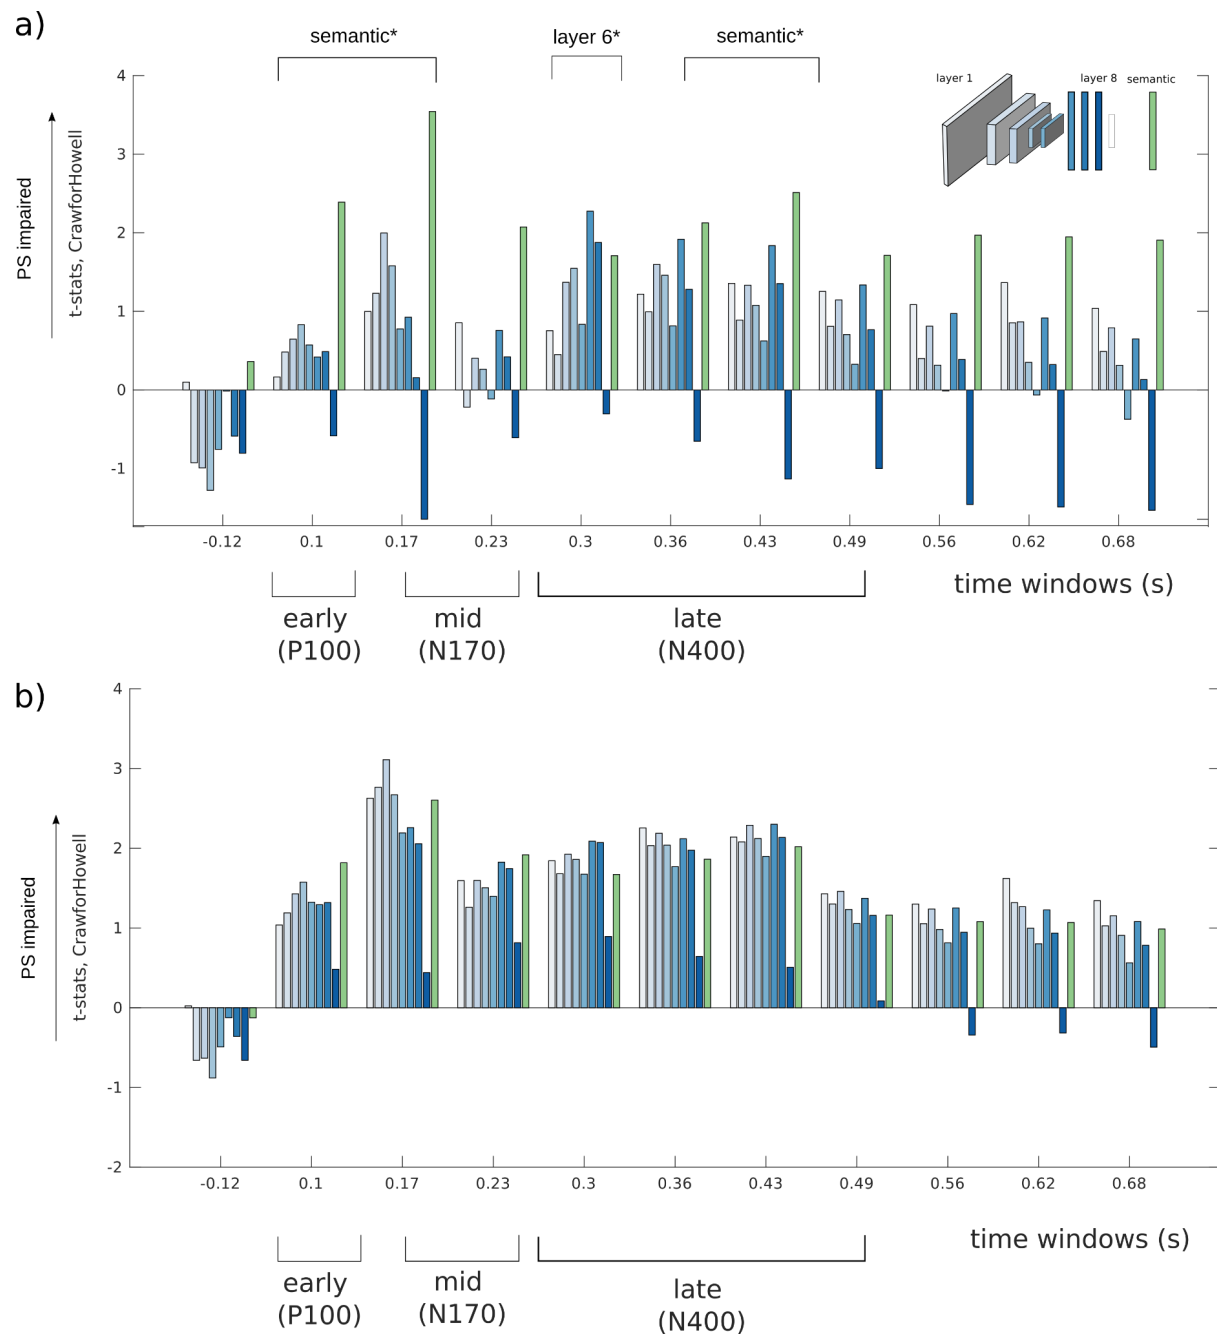 a)
semantic*
layer 6*
semantic*
layer 1
layer 8
semantic
4
3
2
1
0
-1
PS impaired
t-stats, CrawforHowell
-0.12
0.1
0.17
0.23
0.3
0.36
0.43
0.49
0.56
0.62
0.68
time windows (s)
early
(P100)
mid
(N170)
late
(N400)
b)
4
3
2
1
0
-1
-2
PS impaired
t-stats, CrawforHowell
-0.12
0.1
0.17
0.23
0.3
0.36
0.43
0.49
0.56
0.62
0.68
time windows (s)
early
(P100)
mid
(N170)
late
(N400)